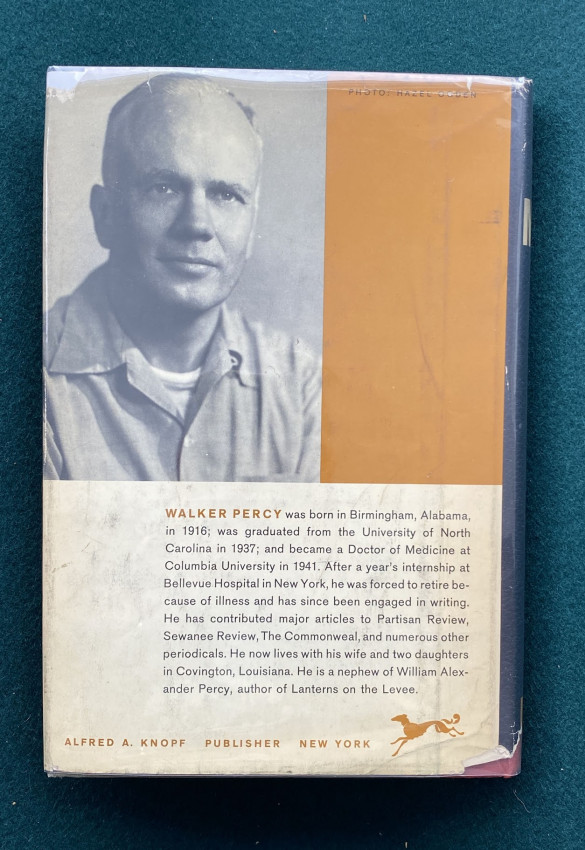 PHOTO: HAZEL OGDEN
WALKER PERCY was born in Birmingham, Alabama,
in 1916; was graduated from the University of North
Carolina in 1937; and became a Doctor of Medicine at
Columbia University in 1941. After a year's internship at
Bellevue Hospital in New York, he was forced to retire be-
cause of illness and has since been engaged in writing.
He has contributed major articles to Partisan Review,
Sewanee Review, The Commonweal, and numerous other
periodicals. He now lives with his wife and two daughters
in Covington, Louisiana. He is a nephew of William Alex-
ander Percy, author of Lanterns on the Levee.
ALFRED A. KNOPF PUBLISHER NEW YORK